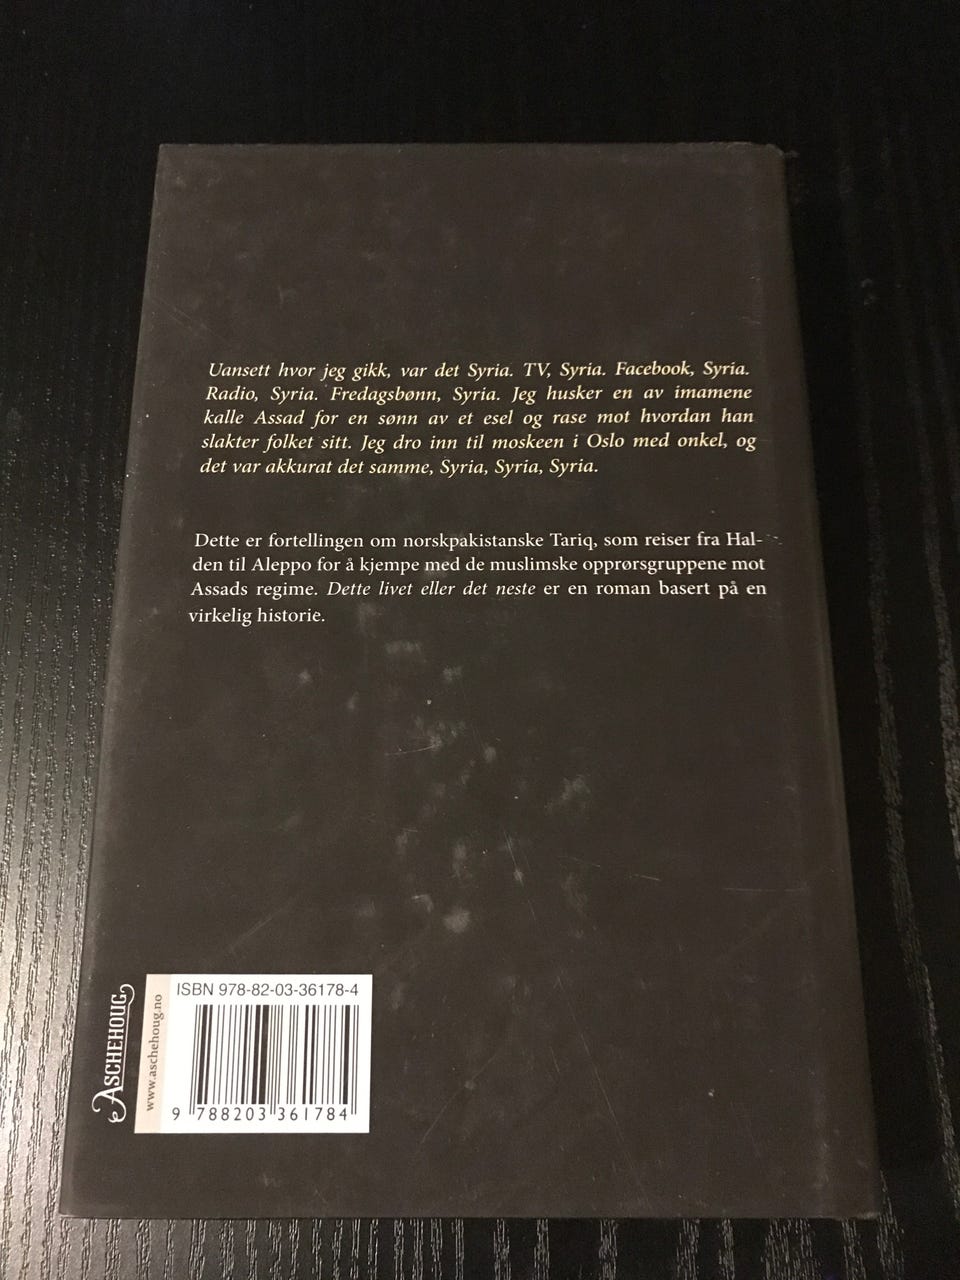 Uansett hvor jeg gikk, var det Syria. TV, Syria. Facebook, Syria.
Radio, Syria. Fredagsbønn, Syria. Jeg husker en av imamene
kalle Assad for en sønn av et esel og rase mot hvordan han
slakter folket sitt. Jeg dro inn til moskeen i Oslo med onkel, og
det var akkurat det samme, Syria, Syria, Syria.
Dette er fortellingen om norskpakistanske Tariq, som reiser fra Hal-
den til Aleppo for å kjempe med de muslimske opprørsgruppene mot
Assads regime. Dette livet eller det neste er en roman basert på en
virkelig historie.
ASCHEHOUG
www.aschehoug.no
ISBN 978-82-03-36178-4
9 788203 361784